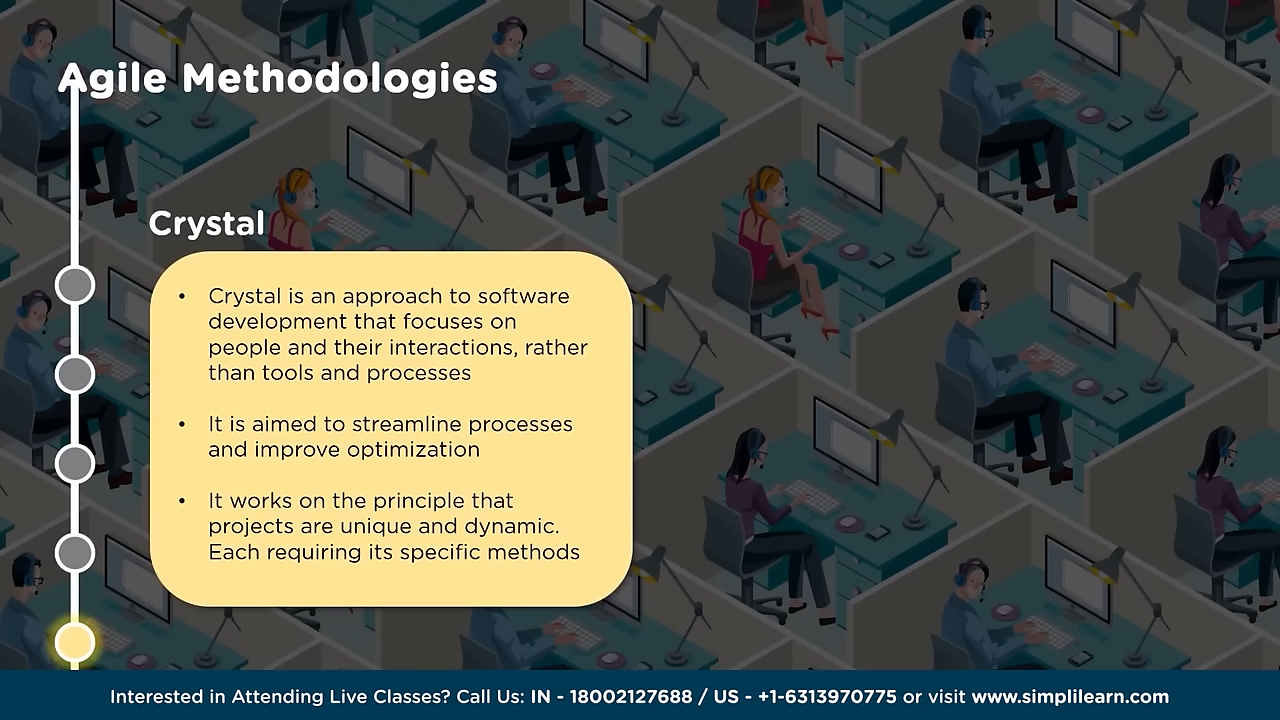 Agile Methodologies
Crystal
• Crystal is an approach to software
development that focuses on
people and their interactions, rather
than tools and processes
• It is aimed to streamline processes
and improve optimization
• It works on the principle that
projects are unique and dynamic.
Each requiring its specific methods
Interested in Attending Live Classes? Call Us: IN - 18002127688 / US - +1-6313970775 or visit www.simplilearn.com